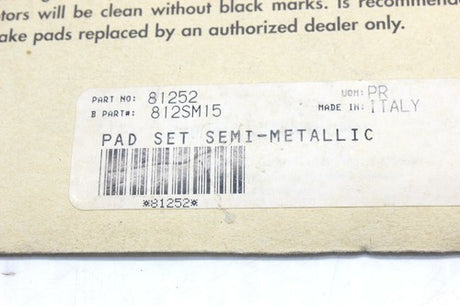 tors will be clean without black marks. Is recommend
ake pads replaced by an authorized dealer only.
PART NO: 81252 UOM: PR
B PART#: 812SM15 MADE IN: ITALY
PAD SET SEMI-METALLIC
*81252*